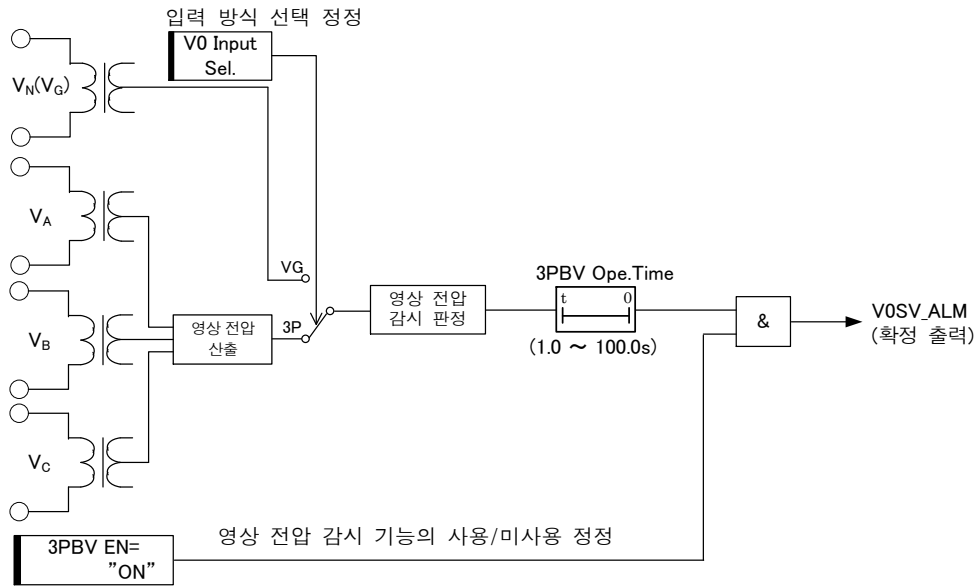 입력 방식 선택 정정
V0 Input
Sel.
VN(VG)
VA
VG
3PBV Ope.Time
t 0
(1.0 ~ 100.0s)
영상 전압
감시 판정
&
V0SV_ALM
(확정 출력)
VB
영상 전압
산출
3P
VC
영상 전압 감시 기능의 사용/미사용 정정
3PBV EN=
"ON"